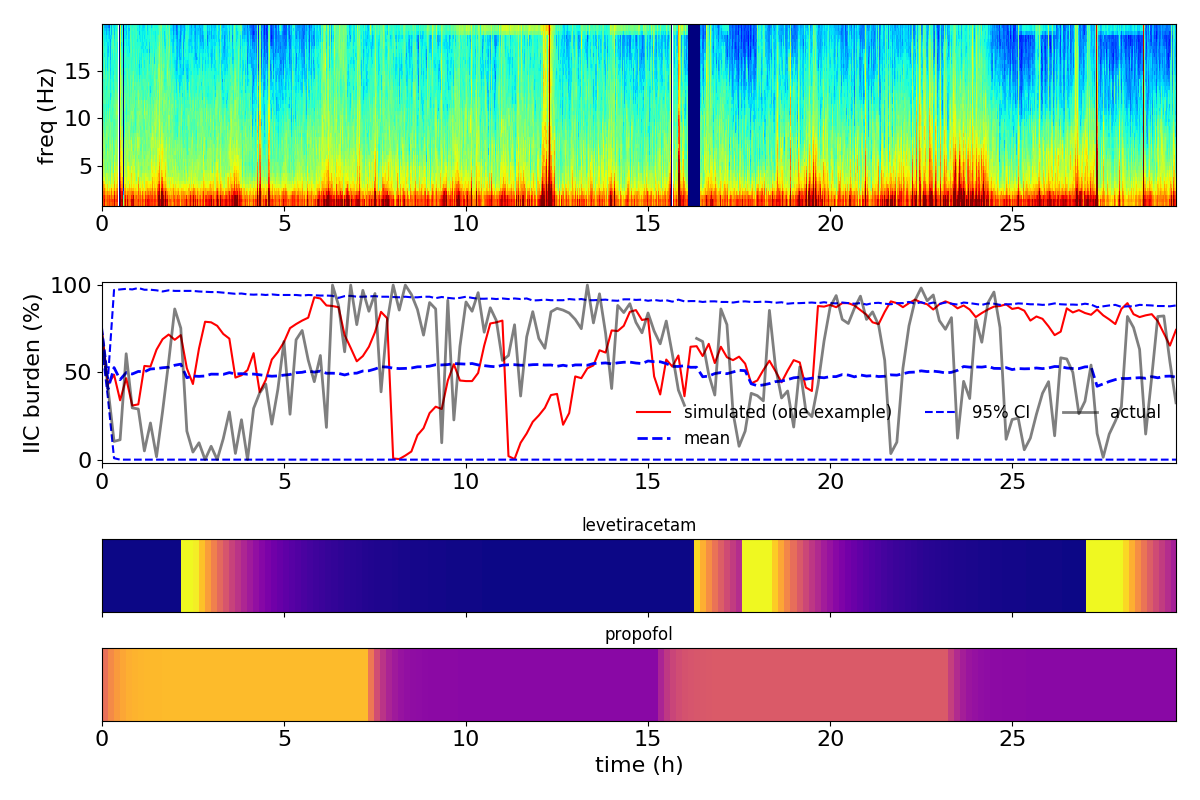 freq (Hz)
15
10
5
0 5 10 15 20 25
IIC burden (%)
100
50
0
simulated (one example) 95% CI actual
mean
0 5 10 15 20 25
levetiracetam
propofol
0 5 10 15 20 25
time (h)